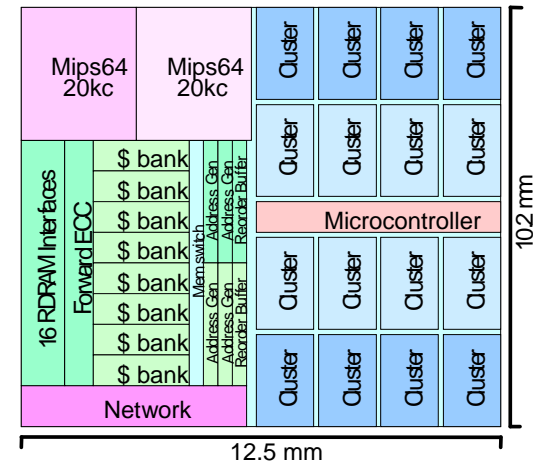 Mips64
20kc
Mips64
20kc
Cluster
Cluster
Cluster
Cluster
Cluster
Cluster
Cluster
Cluster
16 RDRAM Interfaces
Forward ECC
$ bank
$ bank
$ bank
$ bank
$ bank
$ bank
$ bank
$ bank
Mem switch
Address Gen
Address Gen
Reorder Buffer
Address Gen
Address Gen
Reorder Buffer
Microcontroller
Cluster
Cluster
Cluster
Cluster
Cluster
Cluster
Cluster
Cluster
Network
102 mm
12.5 mm